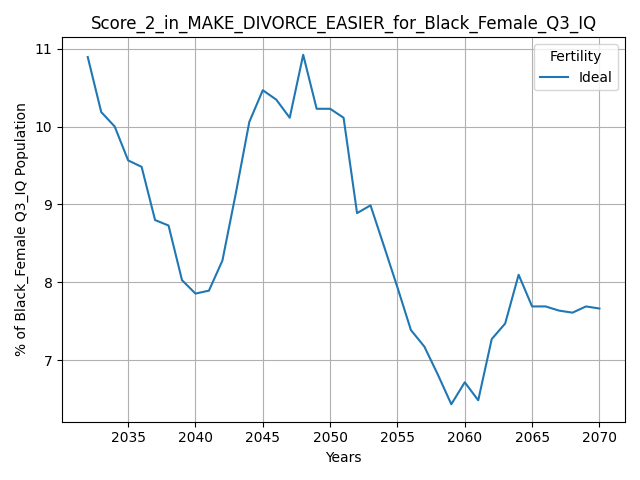 Score_2_in_MAKE_DIVORCE_EASIER_for_Black_Female_Q3_IQ
Fertility
Ideal
% of Black_Female Q3_IQ Population
11
10
9
8
7
2035 2040 2045 2050 2055 2060 2065 2070
Years